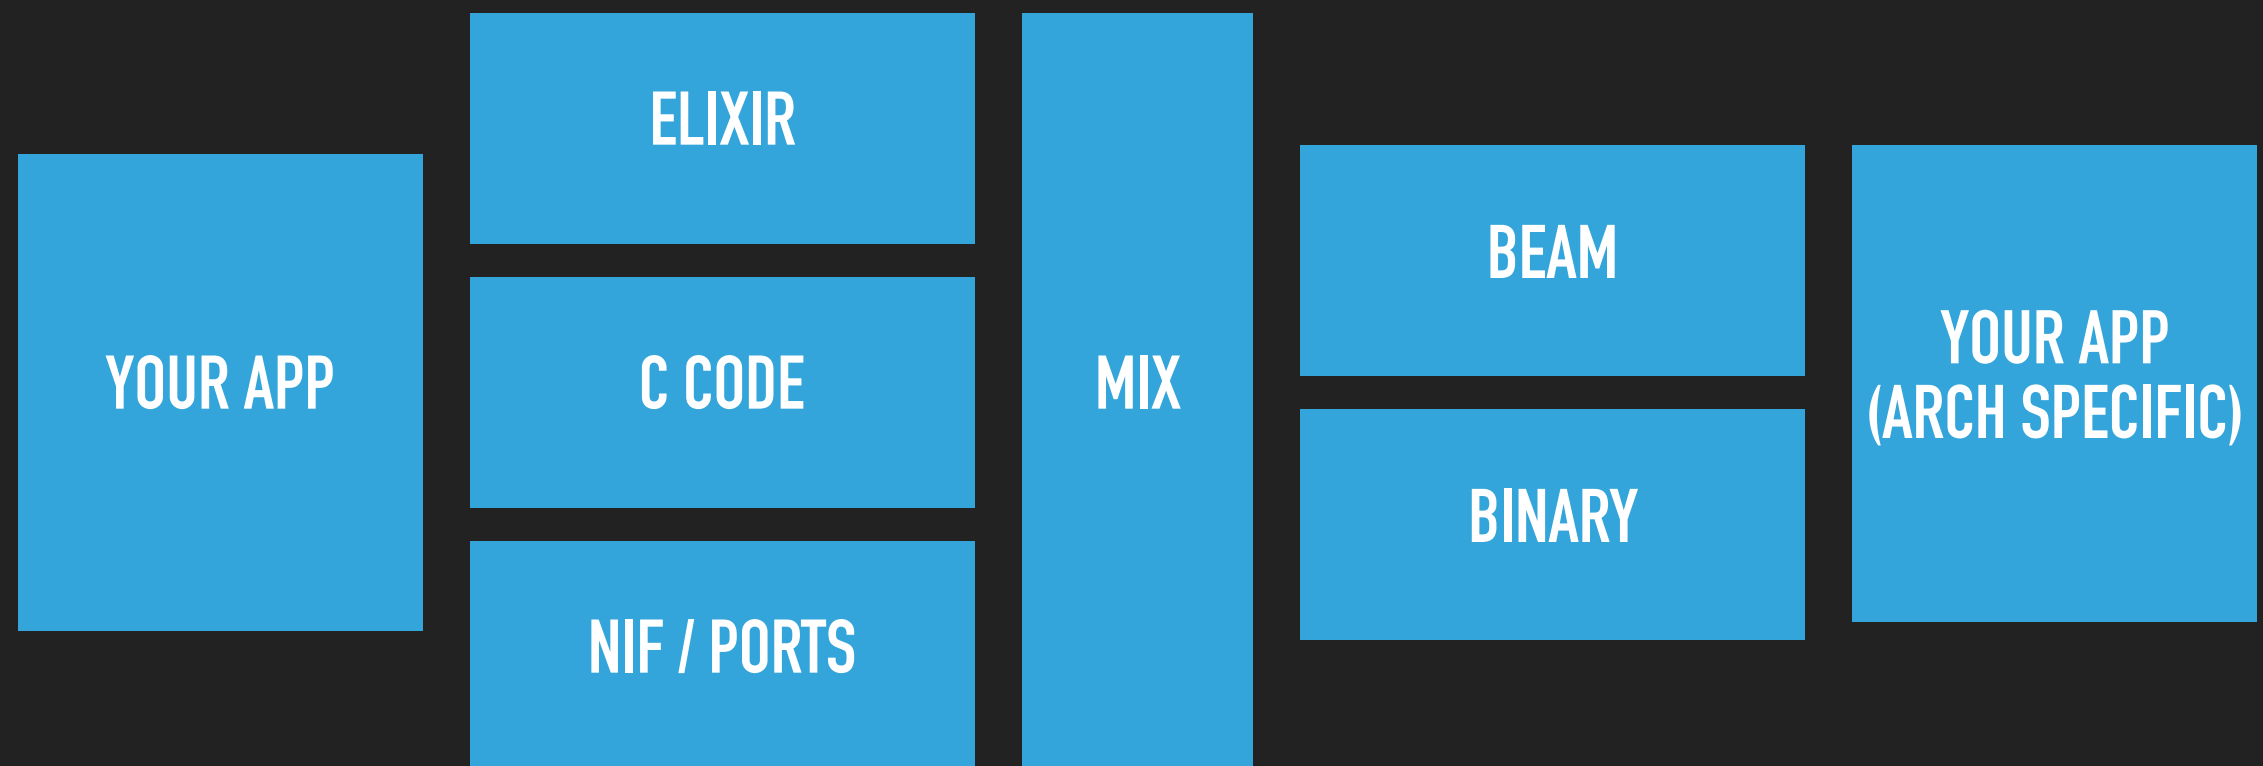 YOUR APP
ELIXIR
C CODE
NIF / PORTS
MIX
BEAM
BINARY
YOUR APP
(ARCH SPECIFIC)